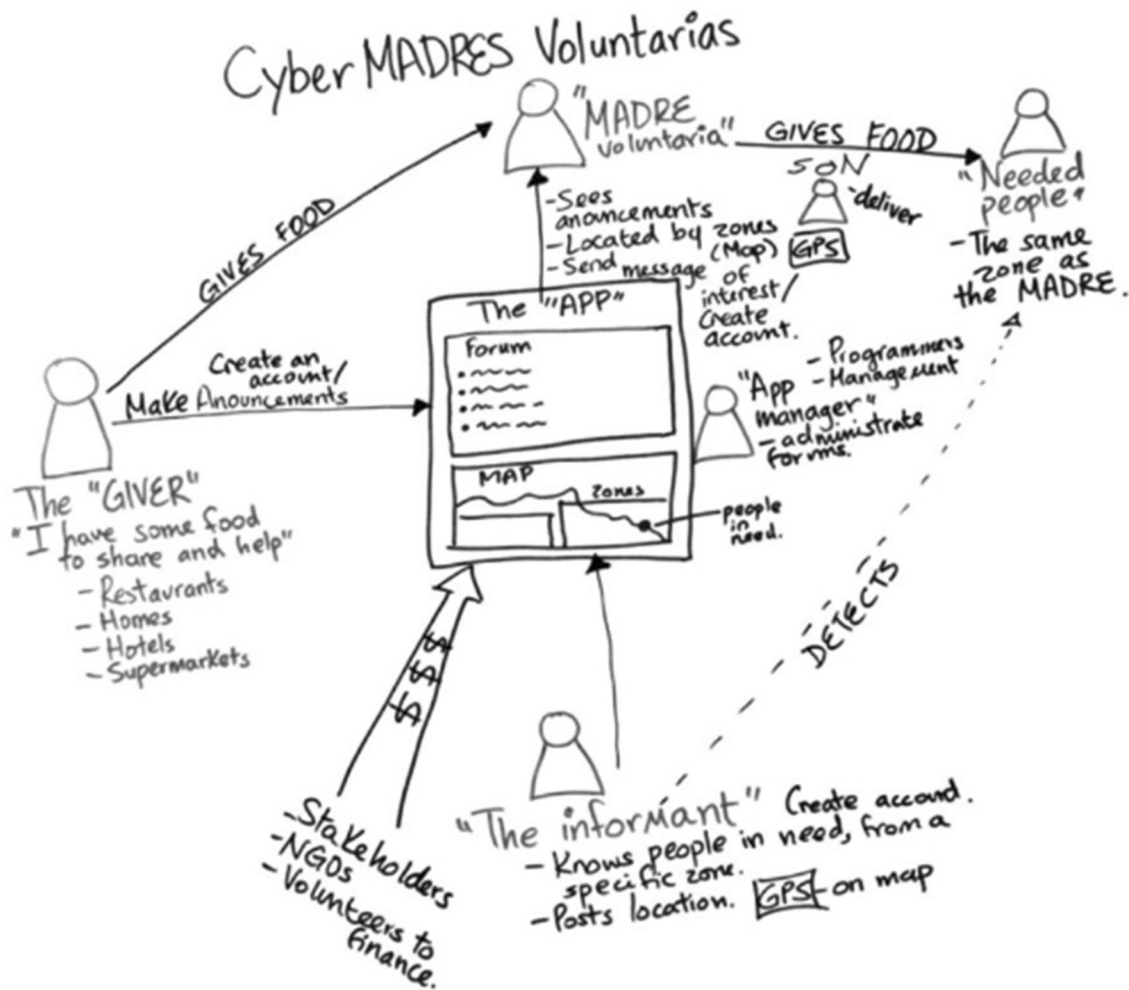 CyberMADRES Voluntarias
"MADRE
voluntaria"
GIVES FOOD
SON
-deliver
GPS
"Needed
people"
- The same
zone as
the MADRE.
GIVES FOOD
-Sees
anouncements
-Located by zones
(Map)
-Send message of
interest/
Create
account.
The "APP"
Forum
MAP
Zones
people
in
need.
Create an
account/
Make Anouncements
"App
manager"
- Programmers
- Management
- administrate
forums.
The "GIVER"
"I have some food
to share and help"
- Restaurants
- Homes
- Hotels
- Supermarkets
DETECTS
$
$
$
-Stakeholders
-NGOs
- Volunteers to
finance.
"The informant" Create account.
- Knows people in need, from a
specific zone.
-Posts location. GPS-on map